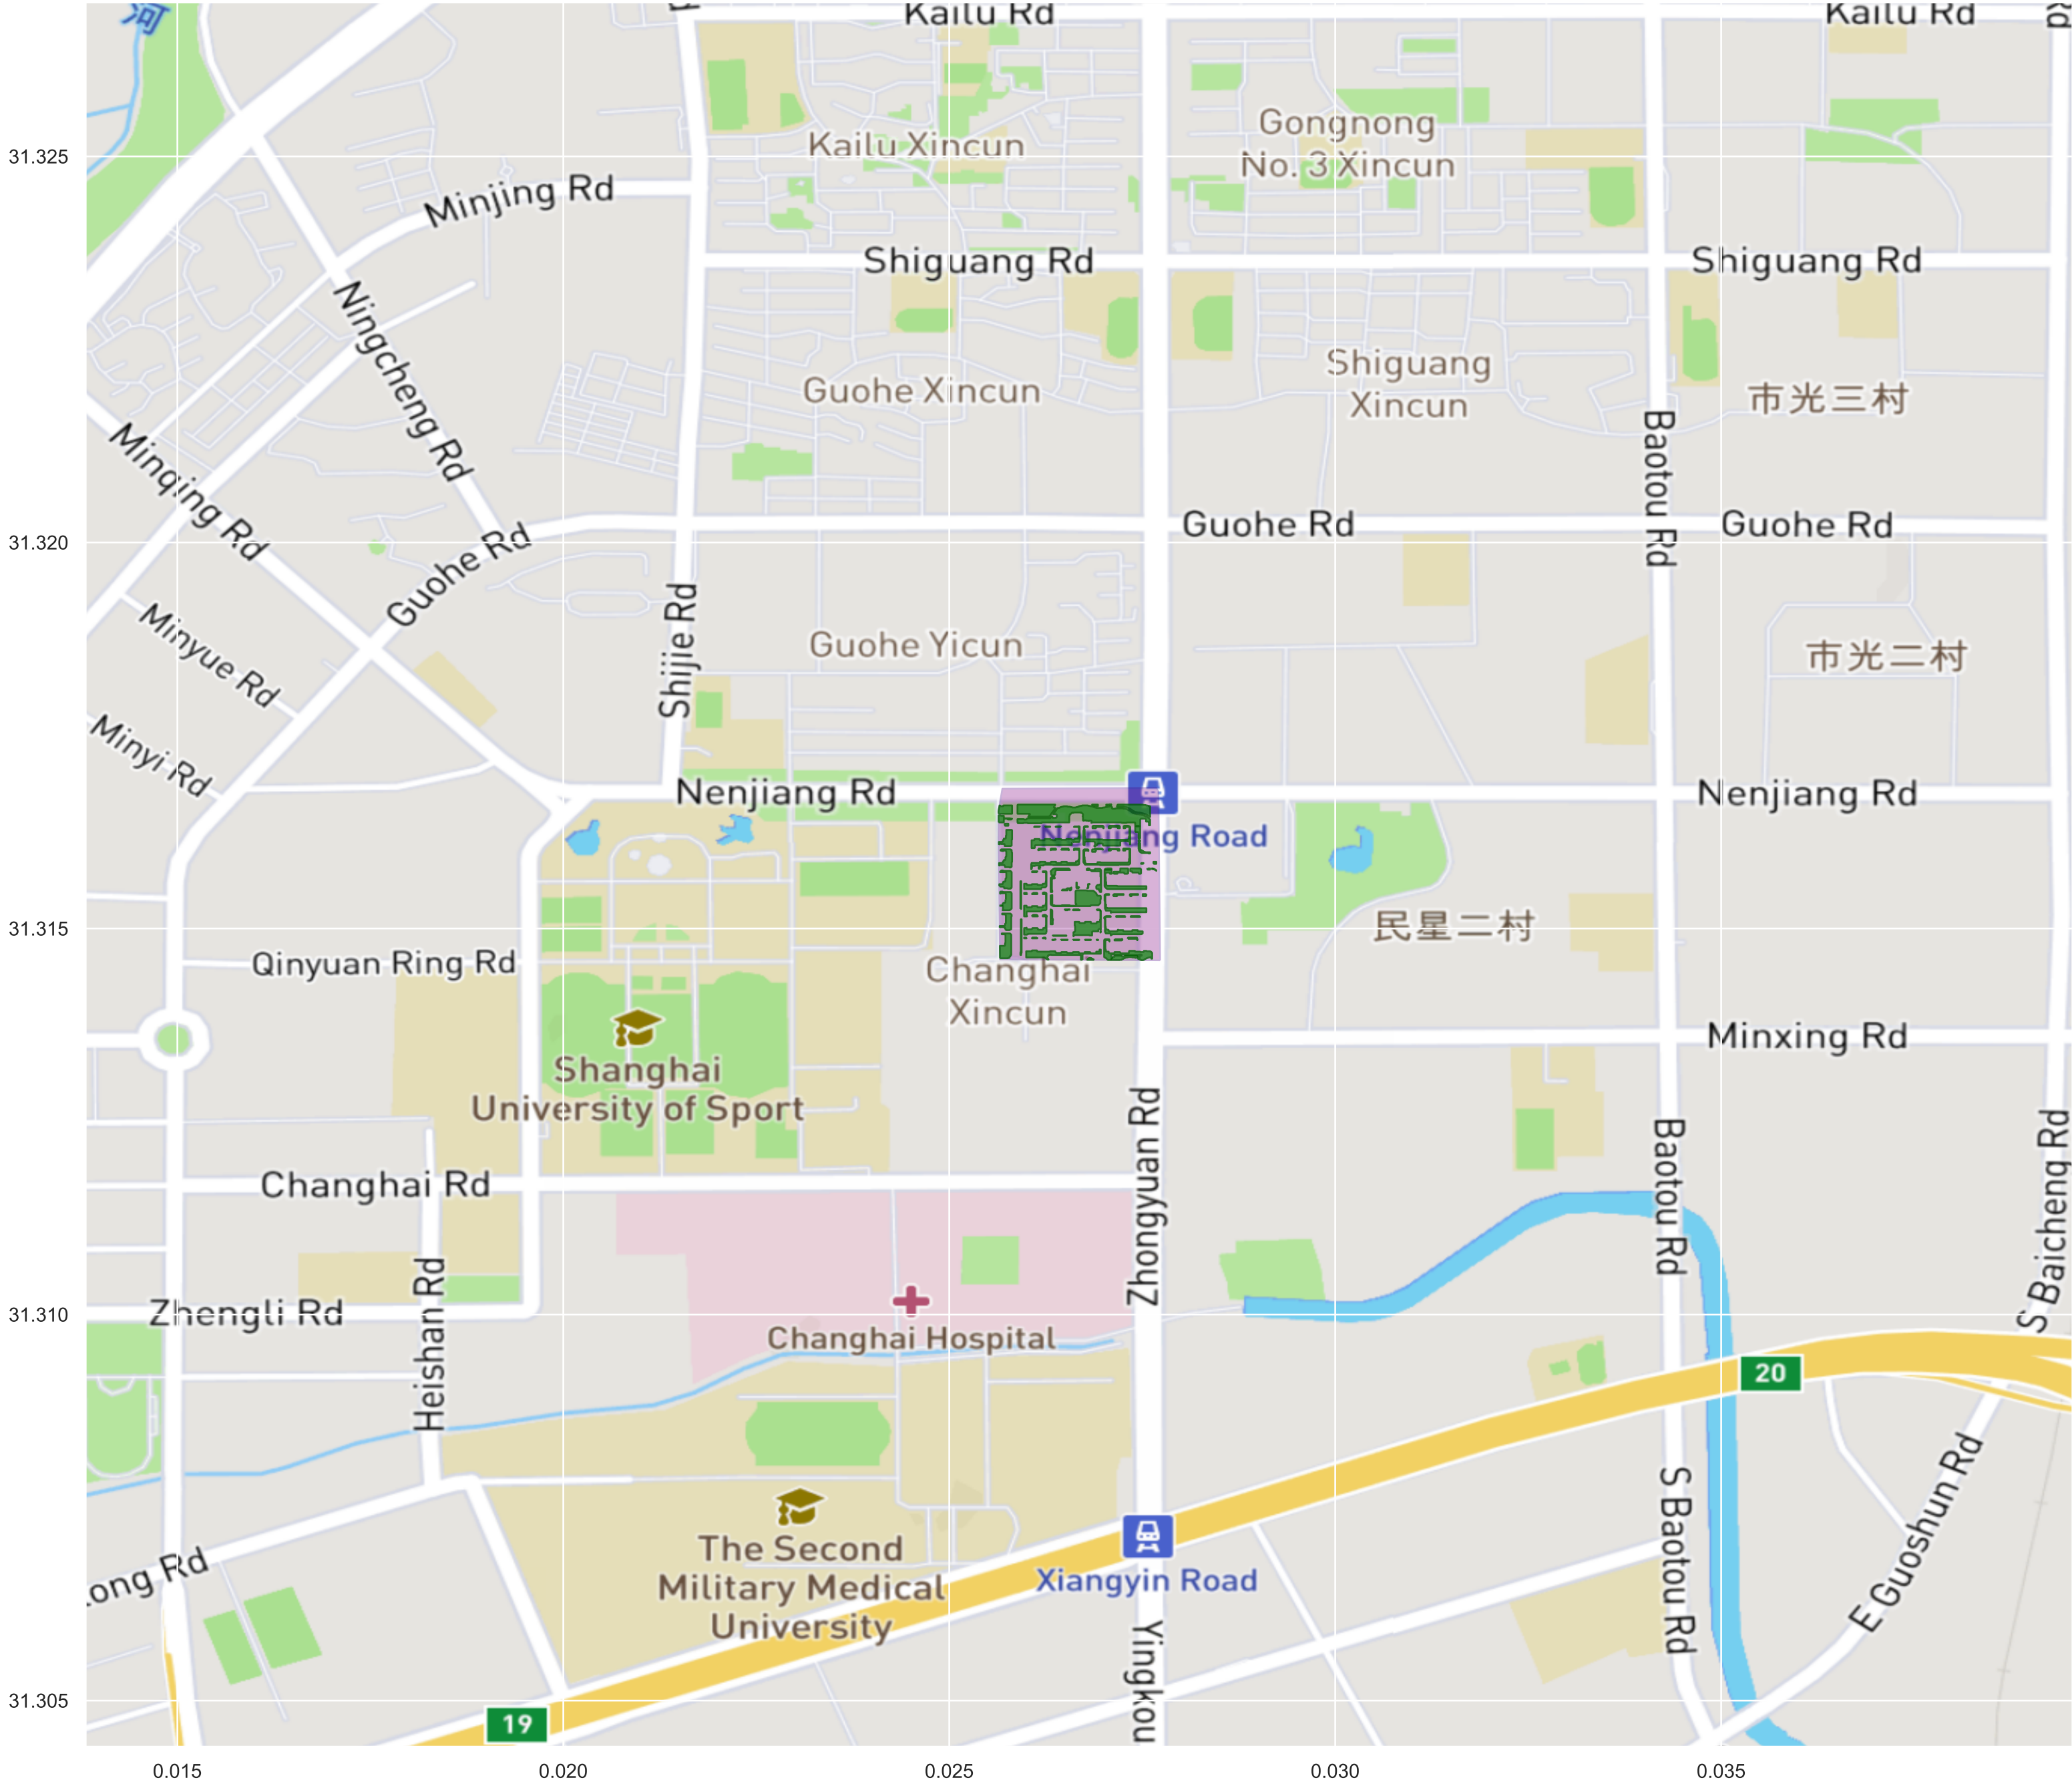 河
Kailu Rd
Kailu Rd
Rd
31.325
Kailu Xincun
Gongnong
No. 3 Xincun
Minjing Rd
Shiguang Rd
Shiguang Rd
Ningcheng Rd
Guohe Xincun
Shiguang
Xincun
市光三村
Minqing Rd
Baotou Rd
31.320
Guohe Rd
Guohe Rd
Guohe Rd
Minyue Rd
Shijie Rd
Guohe Yicun
市光二村
Minyi Rd
Nenjiang Rd
Nenjiang Rd
Nenjiang Road
31.315
民星二村
Qinyuan Ring Rd
Changhai
Xincun
Minxing Rd
Shanghai
University of Sport
Zhongyuan Rd
Baotou Rd
S Baicheng Rd
Changhai Rd
31.310
Zhengli Rd
Heishan Rd
Changhai Hospital
20
The Second
Military Medical
University
Xiangyin Road
S Baotou Rd
E Guoshun Rd
long Rd
Yingkou
31.305
19
0.015
0.020
0.025
0.030
0.035